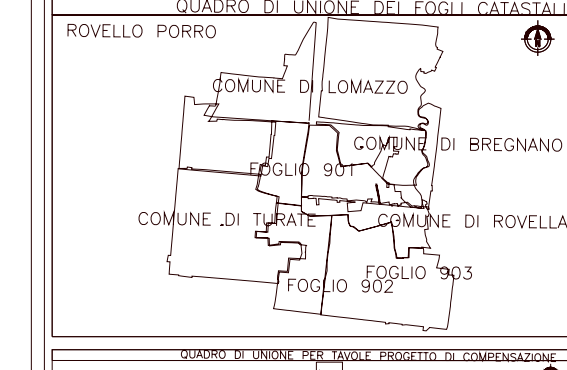 QUADRO DI UNIONE DEI FOGLI CATASTALI
ROVELLO PORRO
N
COMUNE DI LOMAZZO
COMUNE DI BREGNANO
FOGLIO 901
COMUNE DI TURATE
COMUNE DI ROVELLA
FOGLIO 903
FOGLIO 902
QUADRO DI UNIONE PER TAVOLE PROGETTO DI COMPENSAZIONE